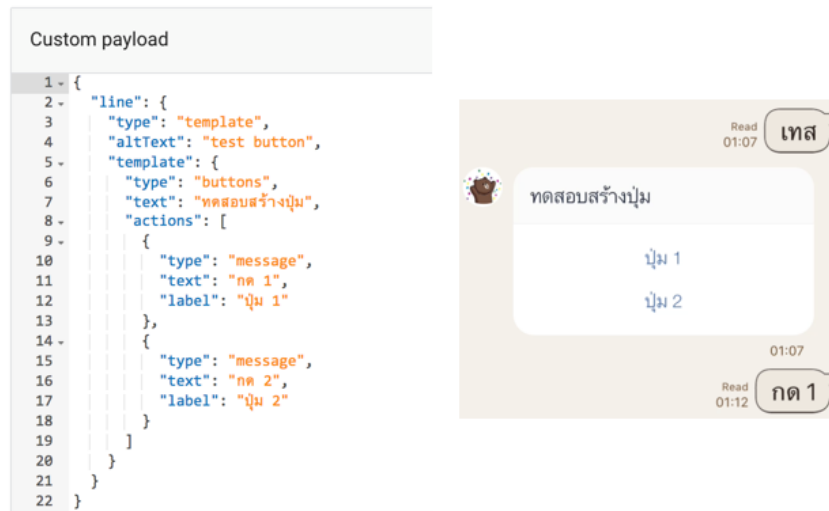 Custom payload
1 {
2 "line": {
3 "type": "template",
4 "altText": "test button",
5 "template": {
6 "type": "buttons",
7 "text": "ทดสอบสร้างปุ่ม",
8 "actions": [
9 {
10 "type": "message",
11 "text": "กด 1",
12 "label": "ปุ่ม 1"
13 },
14 {
15 "type": "message",
16 "text": "กด 2",
17 "label": "ปุ่ม 2"
18 }
19 ]
20 }
21 }
22 }
Read
01:07
เทส
ทดสอบสร้างปุ่ม
ปุ่ม 1
ปุ่ม 2
01:07
Read
01:12
กด 1